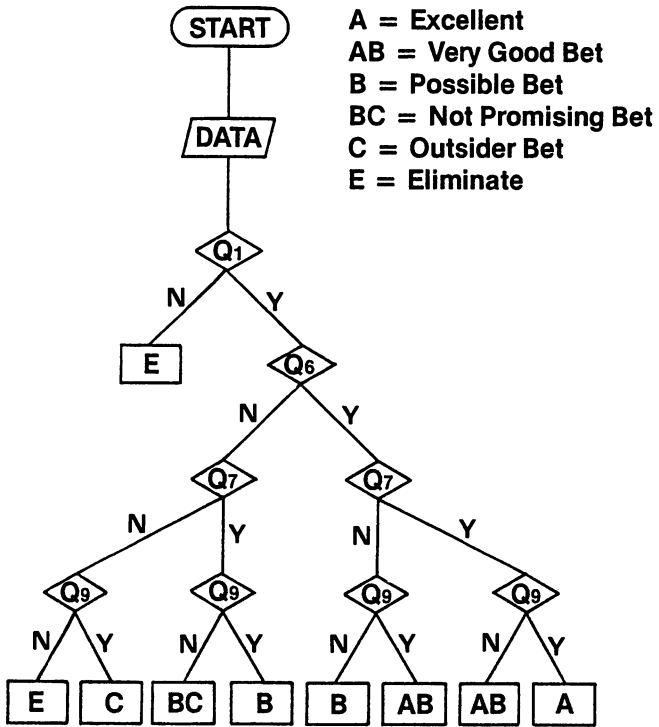 START
A = Excellent
AB = Very Good Bet
B = Possible Bet
BC = Not Promising Bet
C = Outsider Bet
E = Eliminate
DATA
Q1
N Y
E
Q6
N Y
Q7 Q7
N Y N Y
Q9 Q9 Q9 Q9
N Y N Y N Y N Y
E C BC B B AB AB A